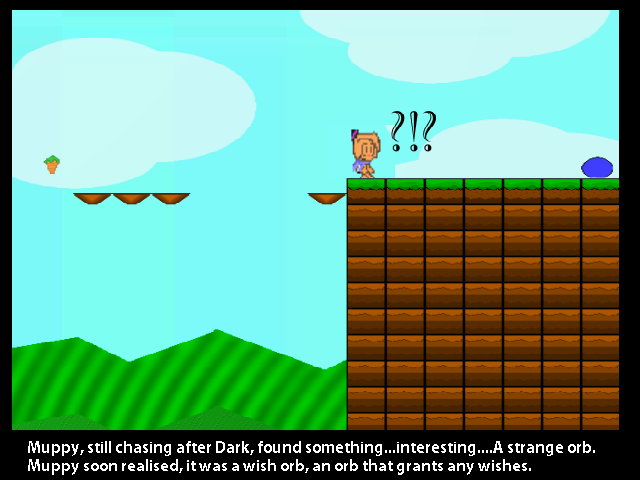 ?!?
Muppy, still chasing after Dark, found something...interesting....A strange orb.
Muppy soon realised, it was a wish orb, an orb that grants any wishes.